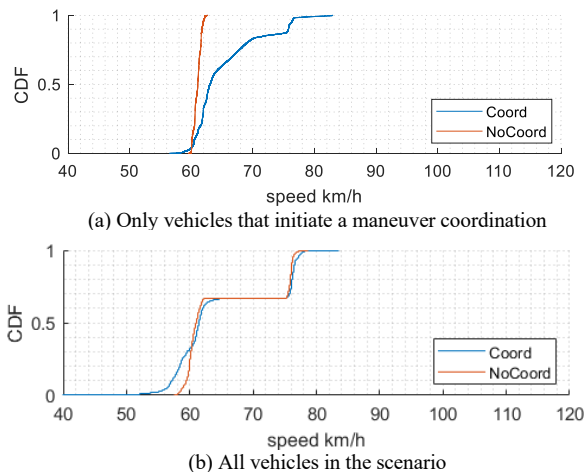 1
0.5
0
CDF
Coord
NoCoord
40 50 60 70 80 90 100 110 120
speed km/h
(a) Only vehicles that initiate a maneuver coordination
1
0.5
0
CDF
Coord
NoCoord
40 50 60 70 80 90 100 110 120
speed km/h
(b) All vehicles in the scenario